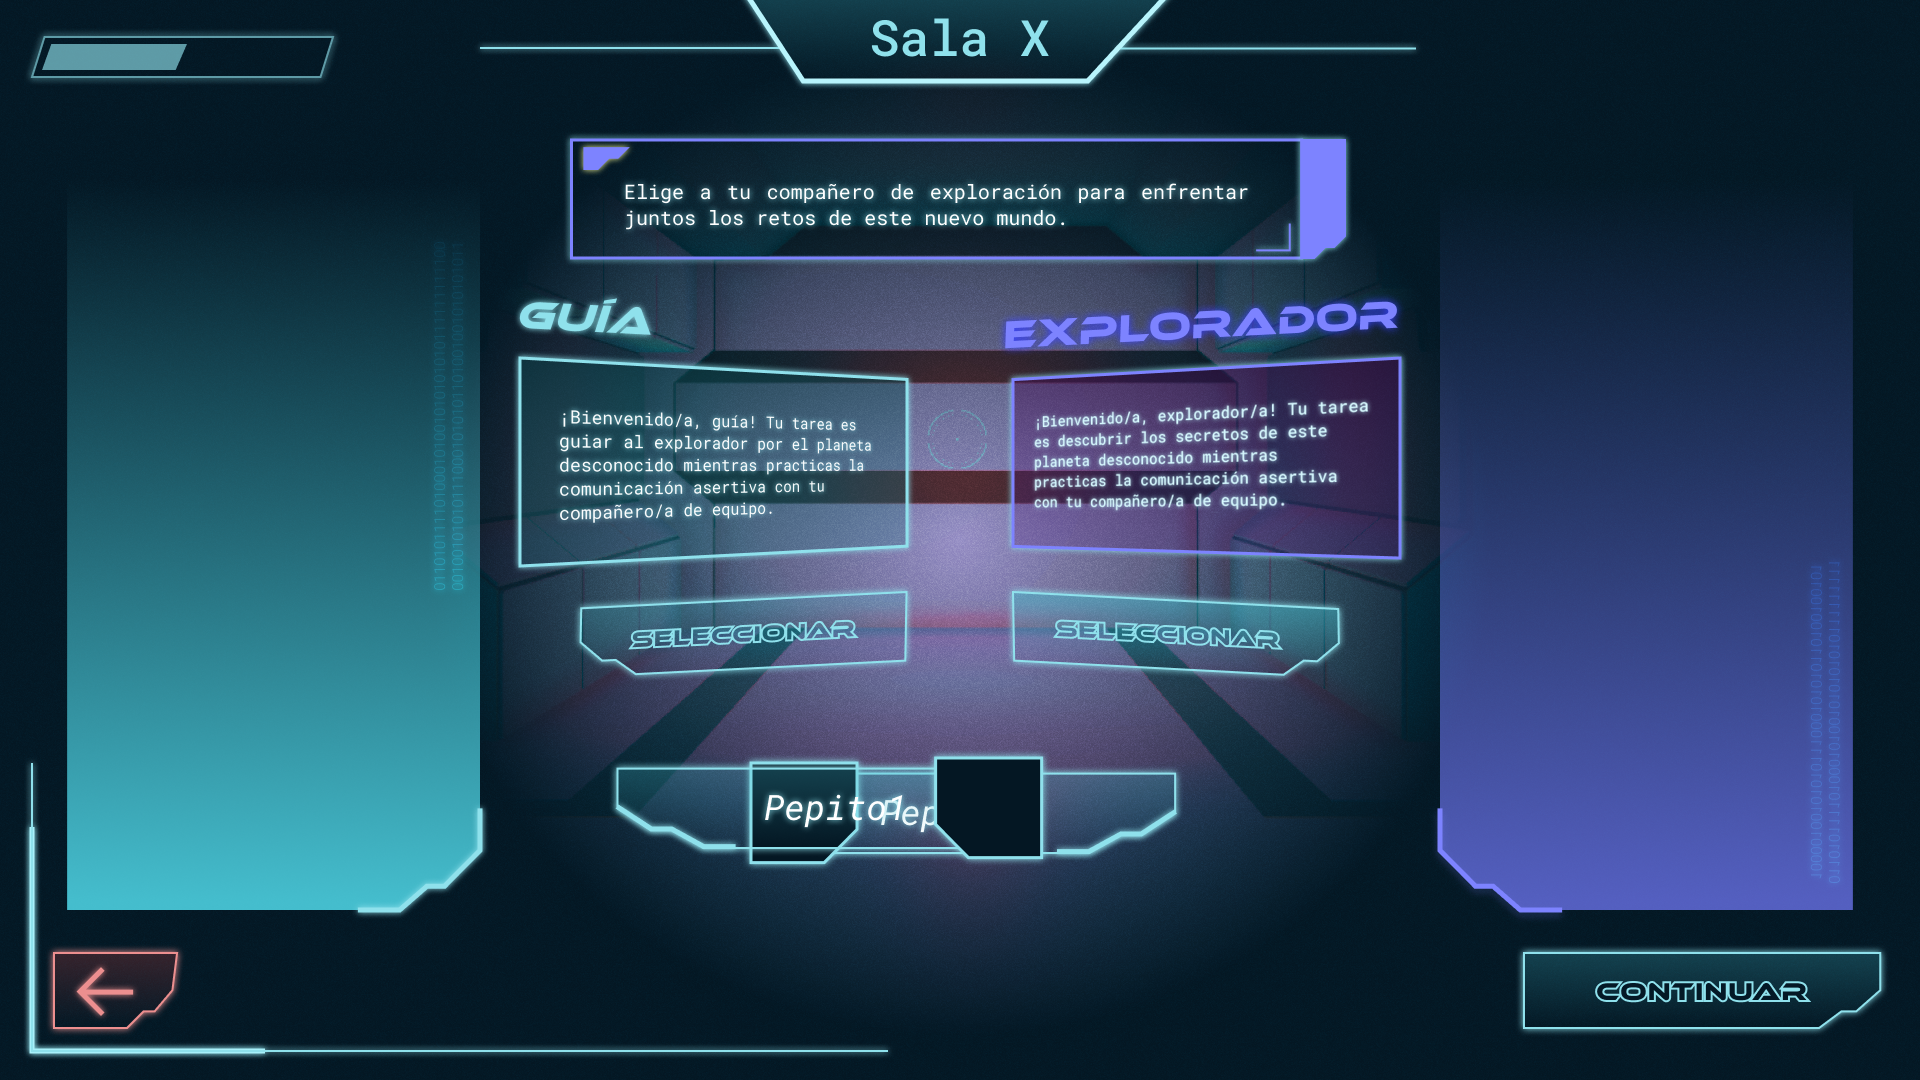 Sala X
Elige a tu compañero de exploración para enfrentar
juntos los retos de este nuevo mundo.
GUÍA
¡Bienvenido/a, guía! Tu tarea es
guiar al explorador por el planeta
desconocido mientras practicas la
comunicación asertiva con tu
compañero/a de equipo.
SELECCIONAR
EXPLORADOR
¡Bienvenido/a, explorador/a! Tu tarea
es descubrir los secretos de este
planeta desconocido mientras
practicas la comunicación asertiva
con tu compañero/a de equipo.
SELECCIONAR
Pepito1
Pep
CONTINUAR